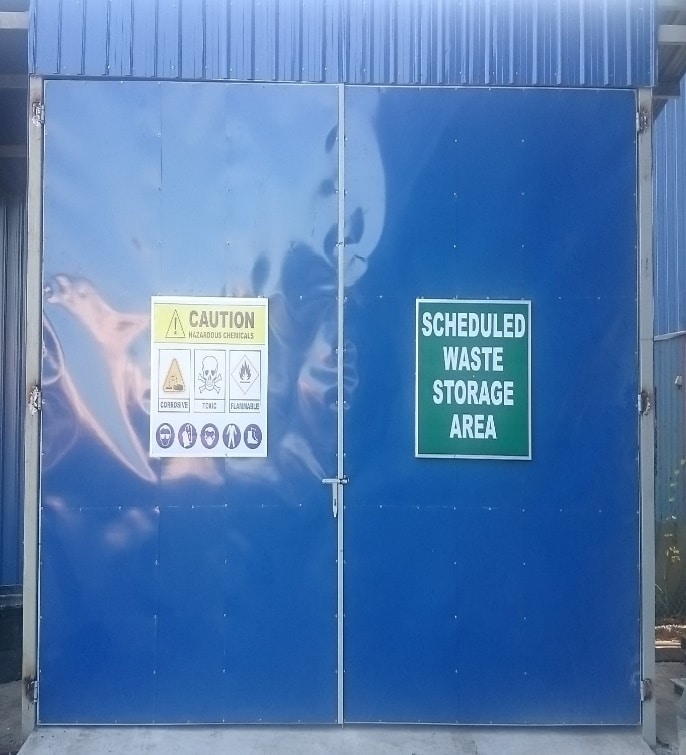 CAUTION
HAZARDOUS CHEMICALS
CORROSIVE
TOXIC
FLAMMABLE
SCHEDULED
WASTE
STORAGE
AREA